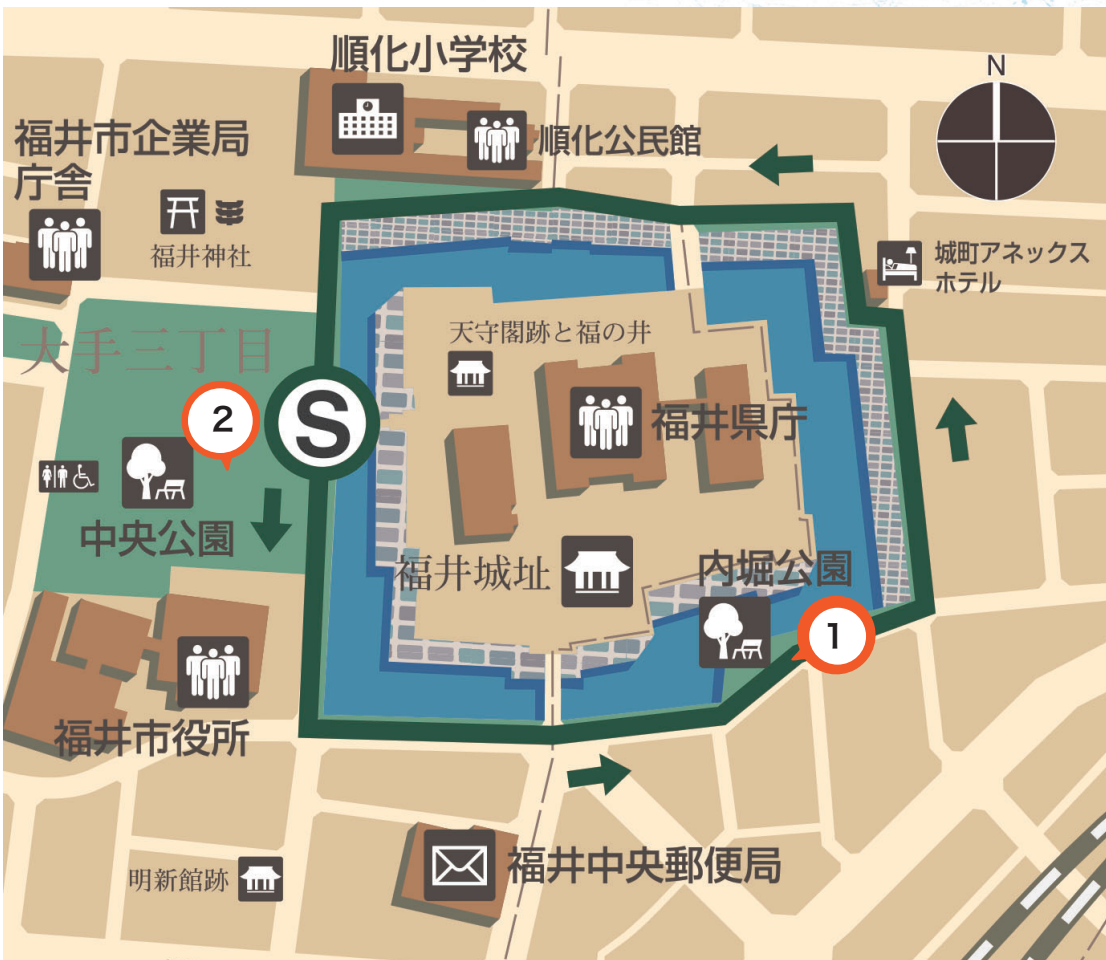 順化小学校
N
福井市企業局
庁舎
順化公民館
福井神社
城町アネックス
ホテル
天守閣跡と福の井
大手三丁目
2
S
福井県庁
中央公園
福井城址
内堀公園
1
福井市役所
福井中央郵便局
明新館跡